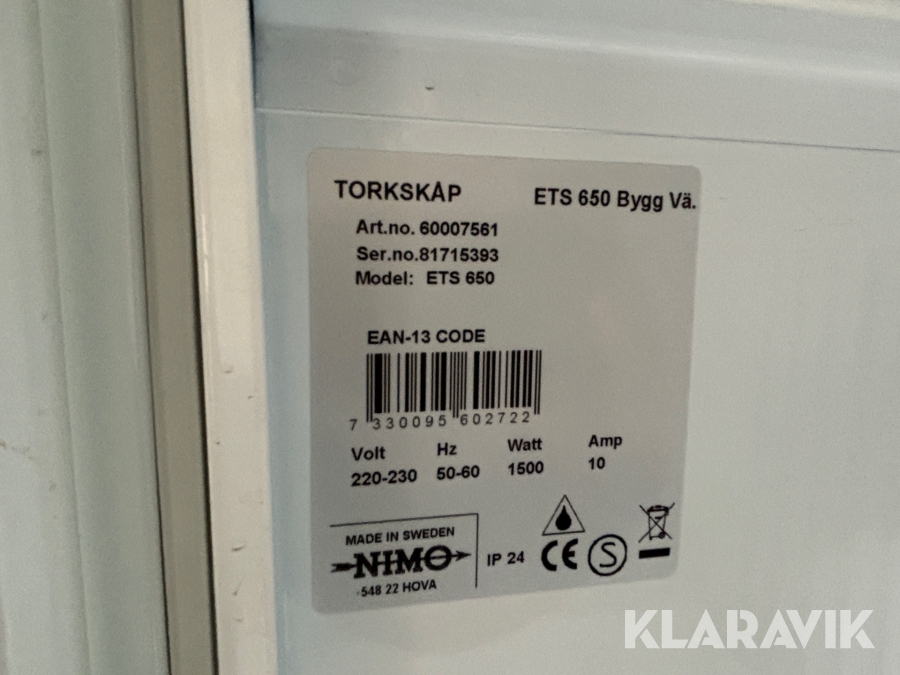 TORKSKÅP ETS 650 Bygg Vä.
Art.no. 60007561
Ser.no.81715393
Model: ETS 650
EAN-13 CODE
7 330095 602722
Volt Hz Watt Amp
220-230 50-60 1500 10
MADE IN SWEDEN
NIMO
548 22 HOVA
IP 24
CE
S
KLARAVIK